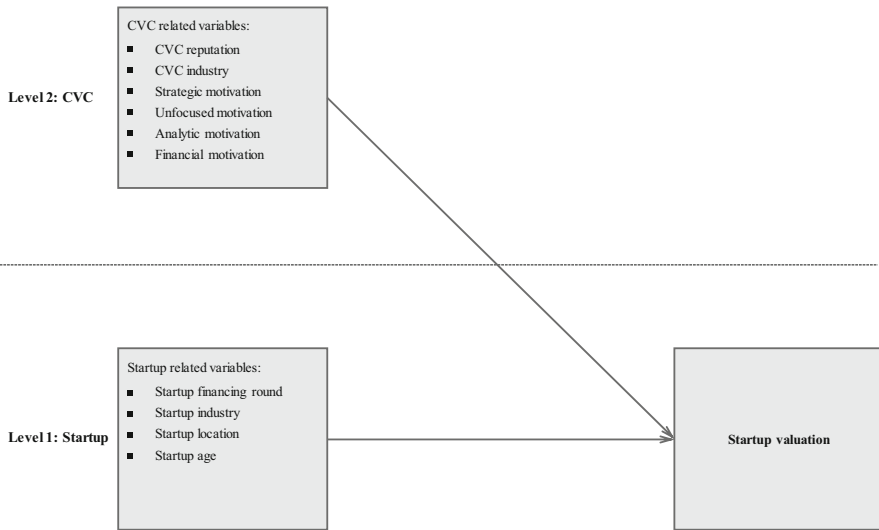 CVC related variables:
▪ CVC reputation
▪ CVC industry
▪ Strategic motivation
▪ Unfocused motivation
▪ Analytic motivation
▪ Financial motivation
Level 2: CVC
Startup related variables:
▪ Startup financing round
▪ Startup industry
▪ Startup location
▪ Startup age
Level 1: Startup
Startup valuation